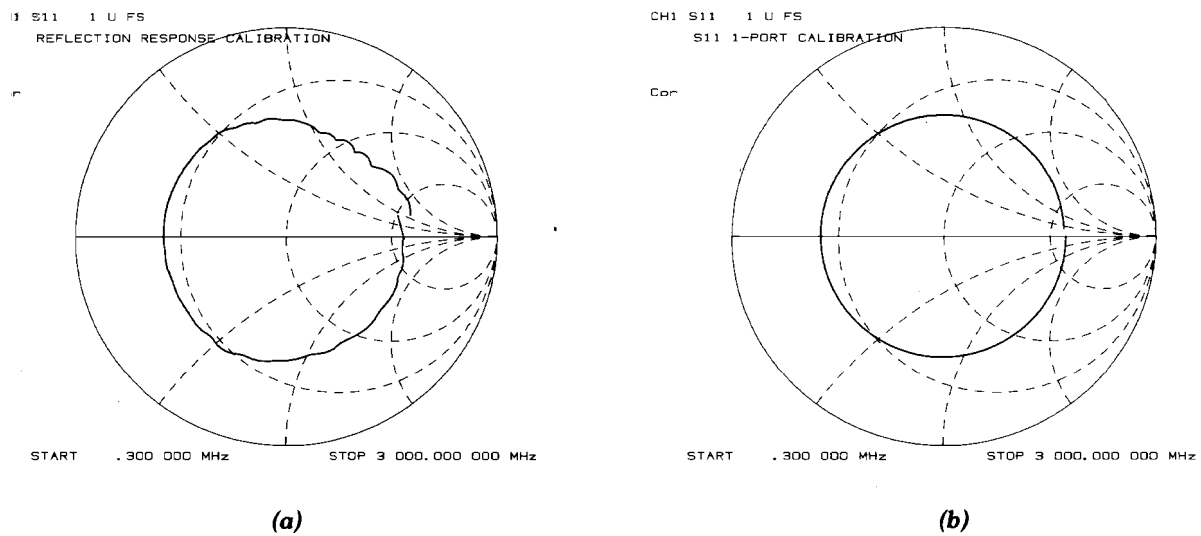 S11 1 U FS
REFLECTION RESPONSE CALIBRATION
START .300 000 MHz STOP 3 000.000 000 MHz
(a)
CH1 S11 1 U FS
S11 1-PORT CALIBRATION
Cor
START .300 000 MHz STOP 3 000.000 000 MHz
(b)